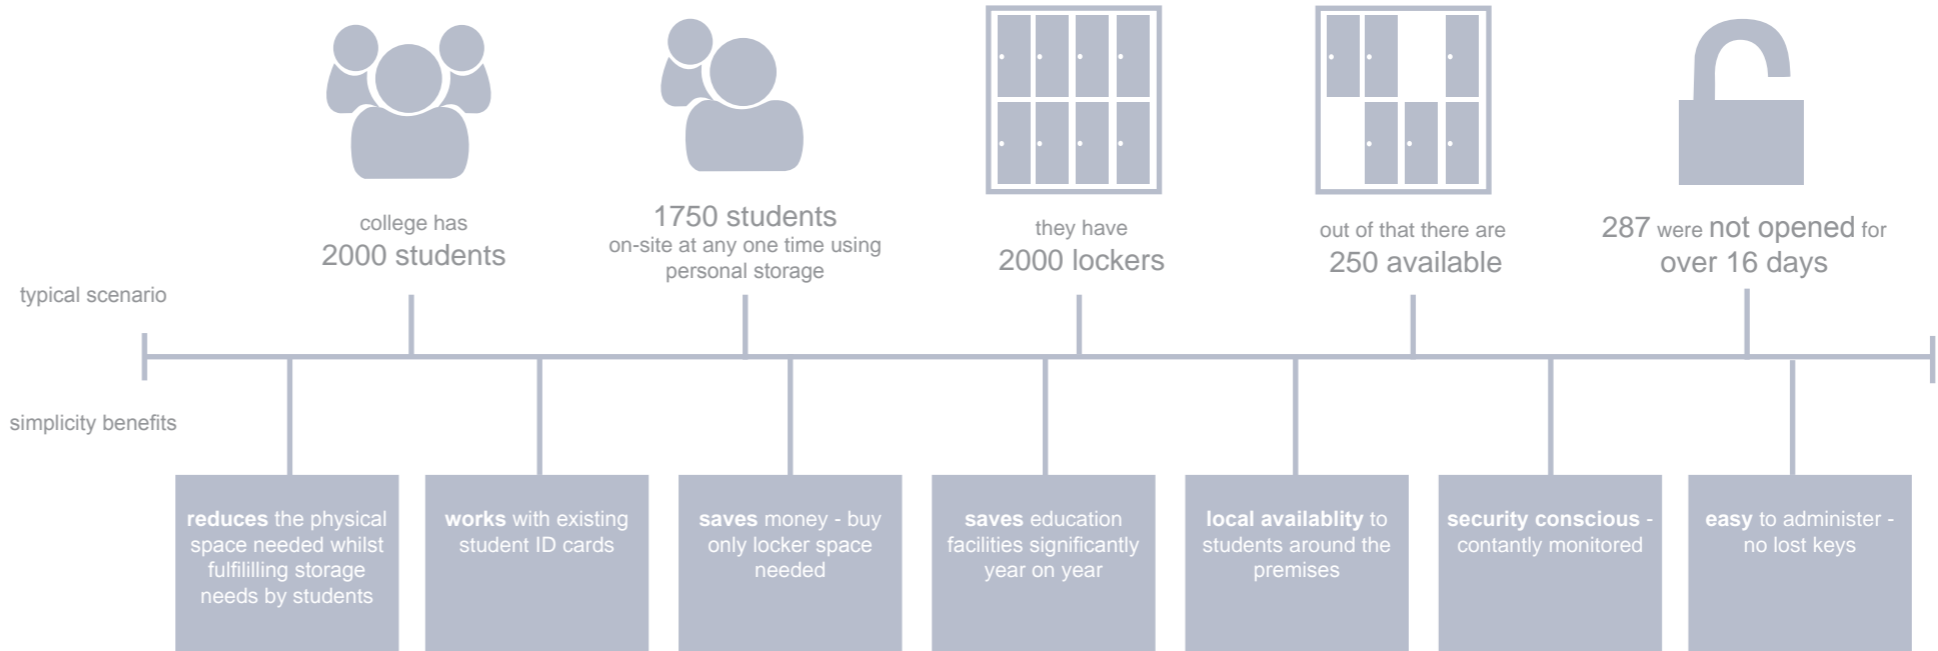 college has
2000 students
1750 students
on-site at any one time using
personal storage
they have
2000 lockers
out of that there are
250 available
287 were not opened for
over 16 days
typical scenario
simplicity benefits
reduces the physical
space needed whilst
fulfililling storage
needs by students
works with existing
student ID cards
saves money - buy
only locker space
needed
saves education
facilities significantly
year on year
local availablity to
students around the
premises
security conscious -
contantly monitored
easy to administer -
no lost keys